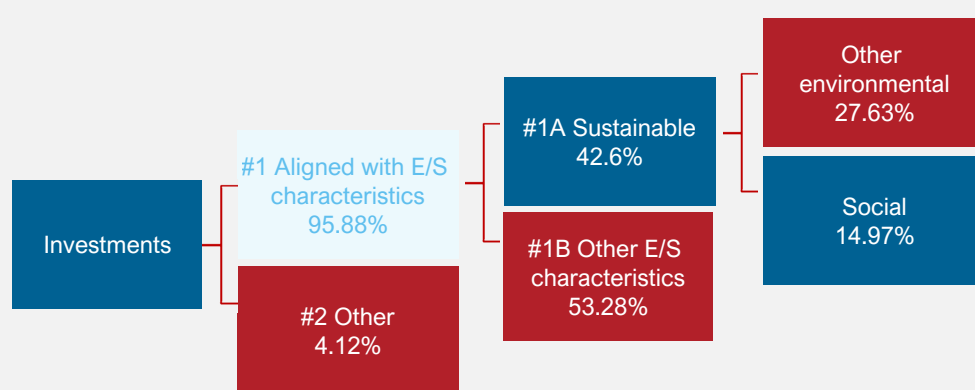 Investments
#1 Aligned with E/S
characteristics
95.88%
#2 Other
4.12%
#1A Sustainable
42.6%
#1B Other E/S
characteristics
53.28%
Other
environmental
27.63%
Social
14.97%